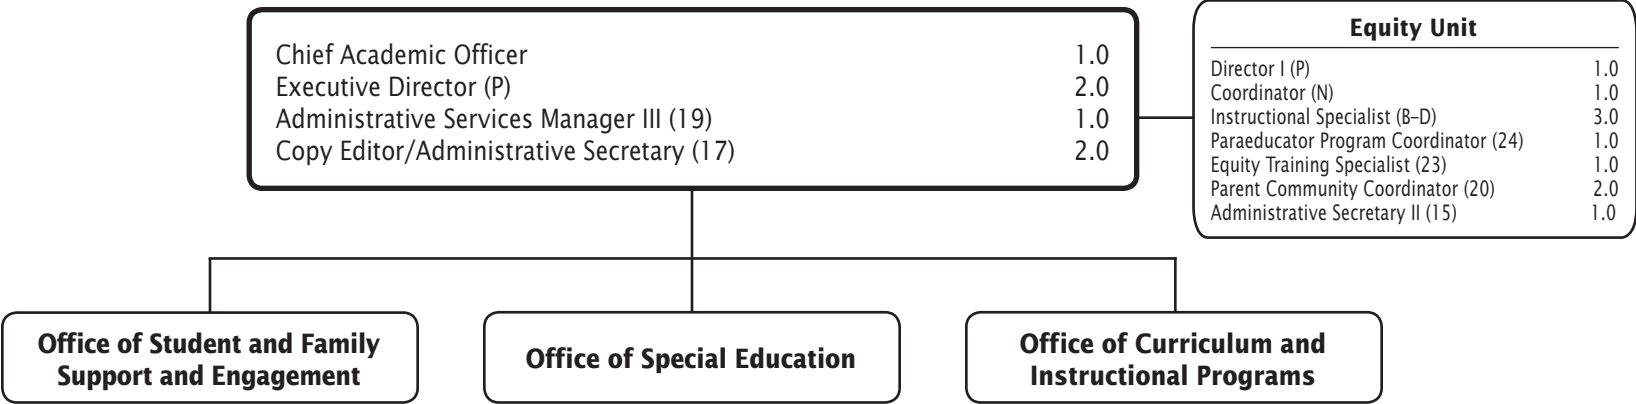 Chief Academic Officer 1.0
Executive Director (P) 2.0
Administrative Services Manager III (19) 1.0
Copy Editor/Administrative Secretary (17) 2.0
Equity Unit
Director I (P) 1.0
Coordinator (N) 1.0
Instructional Specialist (B–D) 3.0
Paraeducator Program Coordinator (24) 1.0
Equity Training Specialist (23) 1.0
Parent Community Coordinator (20) 2.0
Administrative Secretary II (15) 1.0
Office of Student and Family
Support and Engagement
Office of Special Education
Office of Curriculum and
Instructional Programs